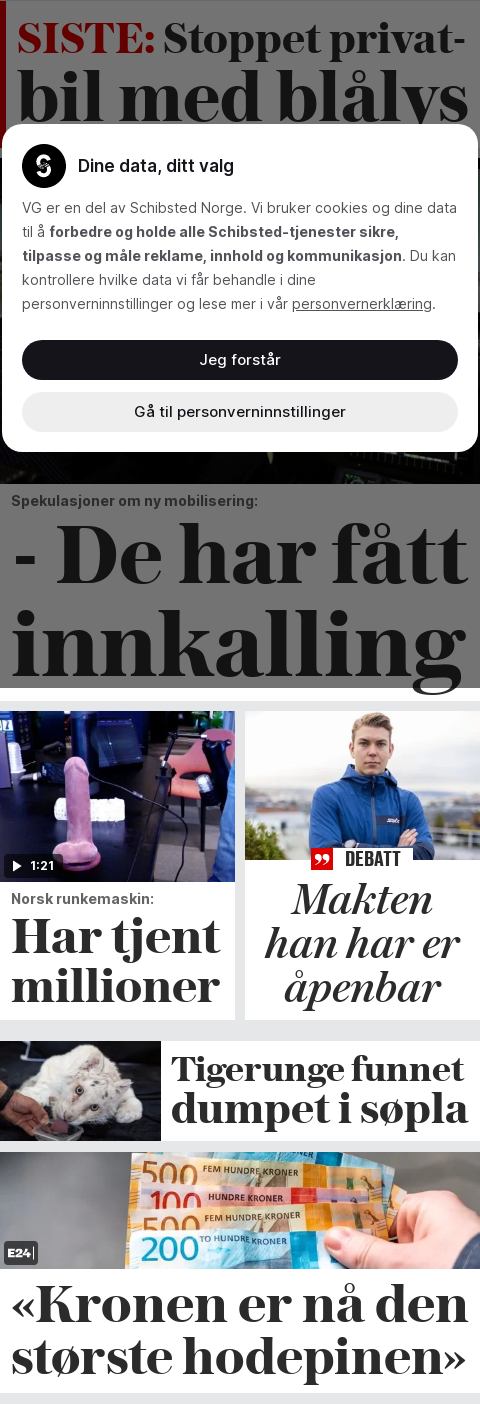 SISTE: Stoppet privat-
bil med blålys
Dine data, ditt valg
VG er en del av Schibsted Norge. Vi bruker cookies og dine data
til å forbedre og holde alle Schibsted-tjenester sikre,
tilpasse og måle reklame, innhold og kommunikasjon. Du kan
kontrollere hvilke data vi får behandle i dine
personverninnstillinger og lese mer i vår personvernerklæring.
Jeg forstår
Gå til personverninnstillinger
Spekulasjoner om ny mobilisering:
- De har fått
innkalling
1:21
Norsk runkemaskin:
Har tjent
millioner
DEBATT
Makten
han har er
åpenbar
Tigerunge funnet
dumpet i søpla
500 FEM HUNDRE KRONER
100 HUNDRE KRONER
500 FEM HUNDRE KRONER
200 TO HUNDRE KRONER
E24
«Kronen er nå den
største hodepinen»